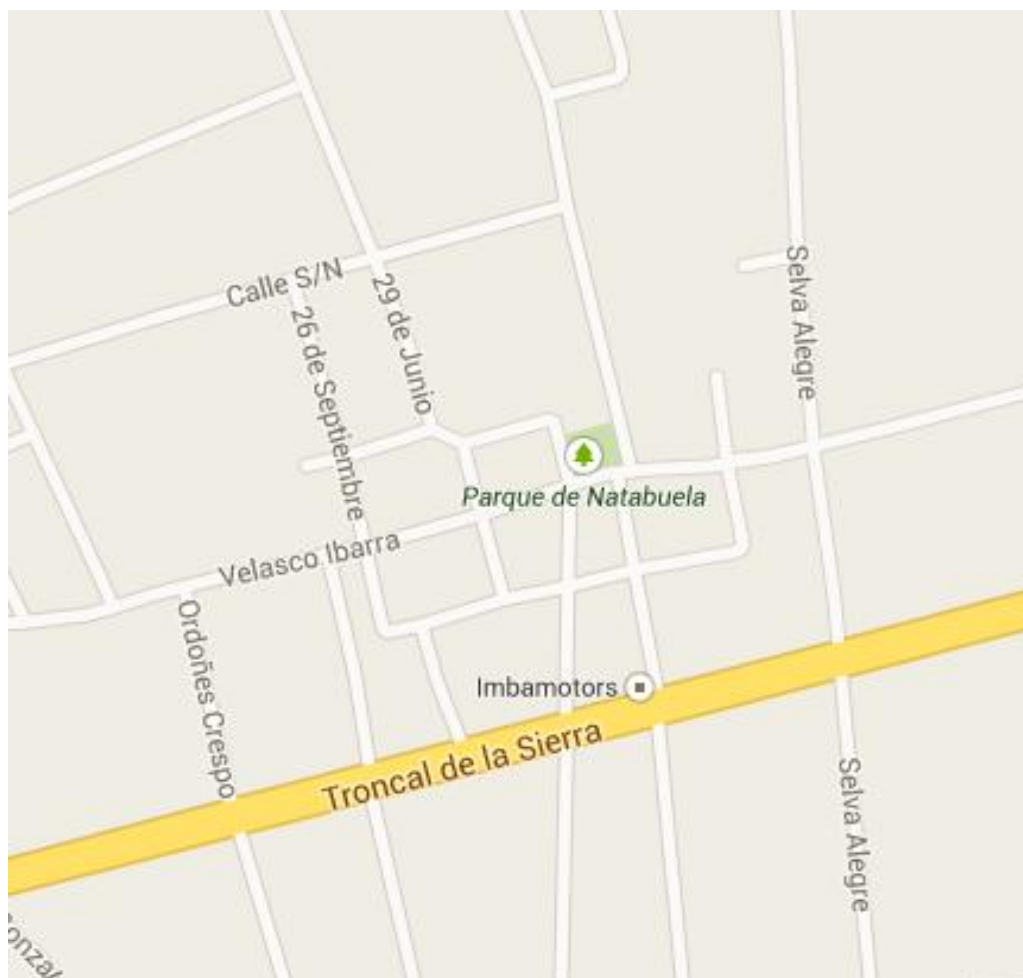 Selva Alegre
Calle S/N
29 de Junio
26 de Septiembre
Parque de Natabuela
Velasco Ibarra
Ordoñes Crespo
Imbamotors
Troncal de la Sierra
Selva Alegre